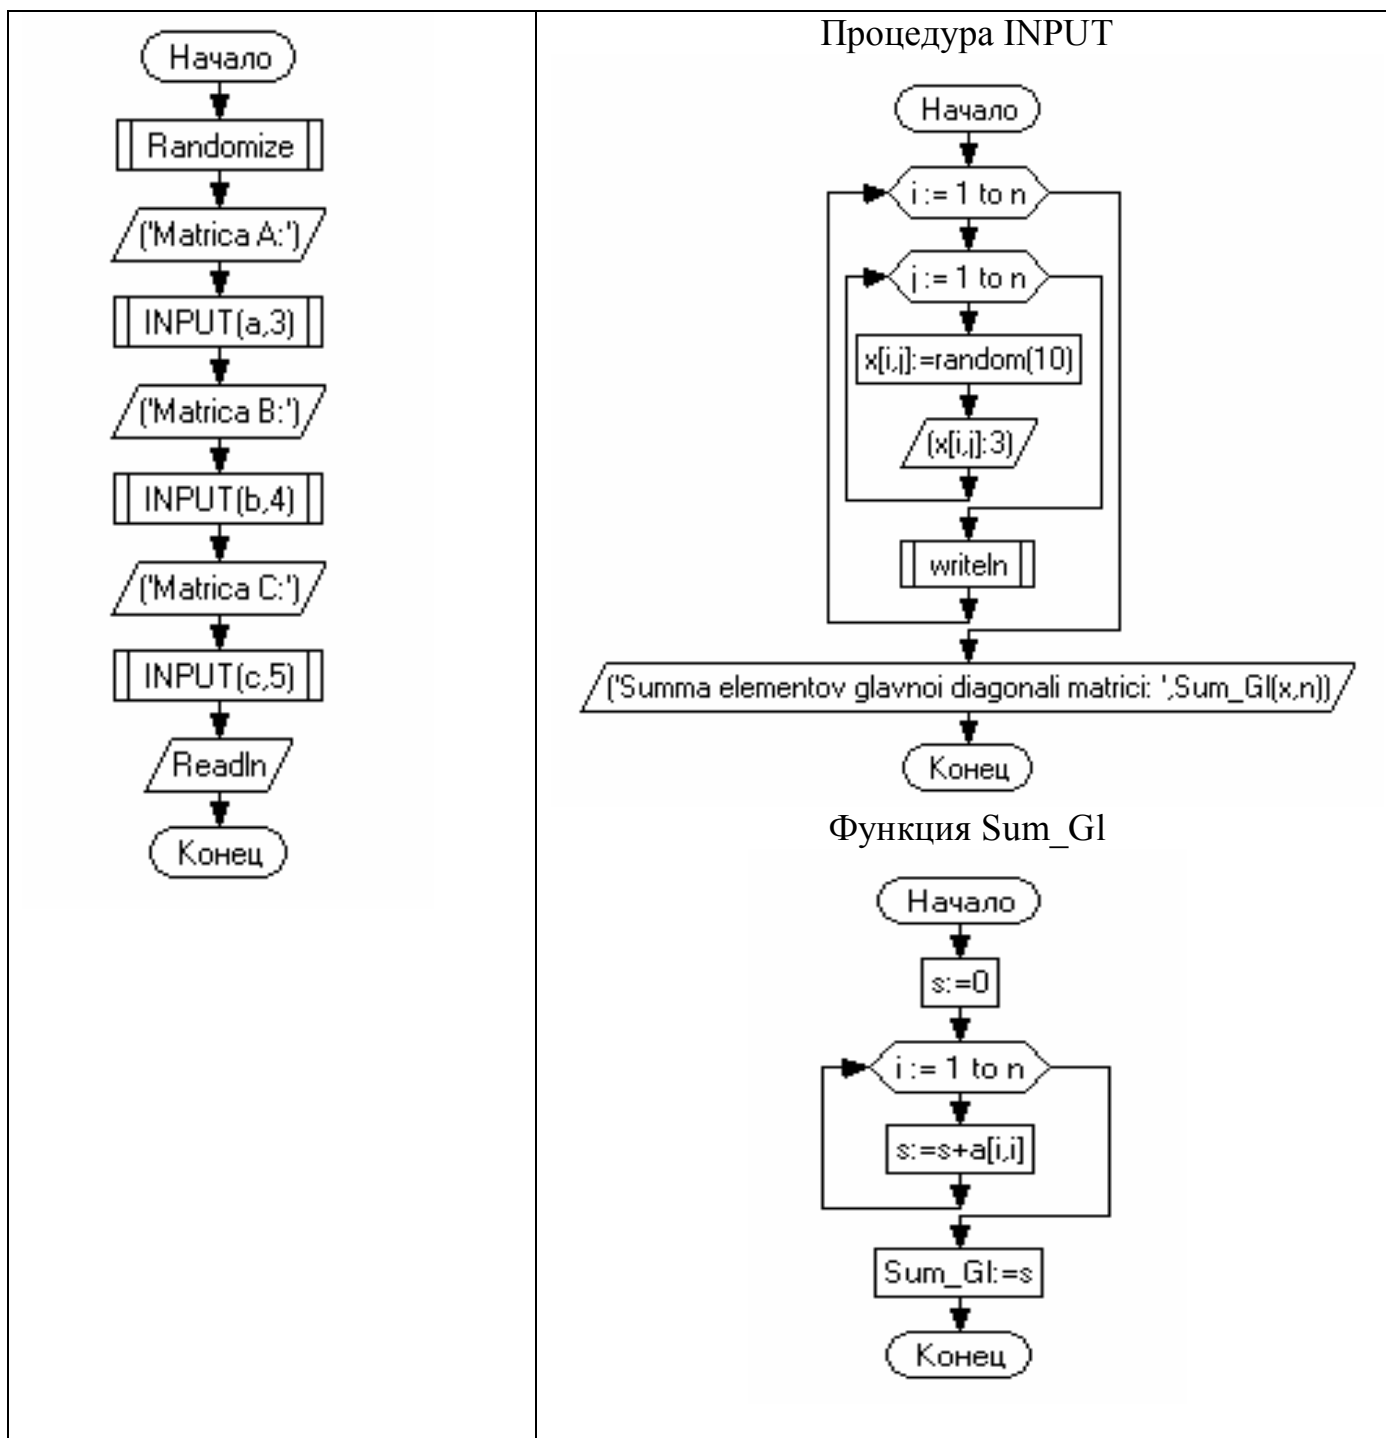 Начало
Randomize
('Matrica A:')
INPUT(a,3)
('Matrica B:')
INPUT(b,4)
('Matrica C:')
INPUT(c,5)
Readln
Конец
Процедура INPUT
Начало
i := 1 to n
j := 1 to n
x[i,j]:=random(10)
(x[i,j]:3)
writeln
('Summa elementov glavnoi diagonali matrici: ',Sum_Gl(x,n))
Конец
Функция Sum_Gl
Начало
s:=0
i := 1 to n
s:=s+a[i,i]
Sum_Gl:=s
Конец